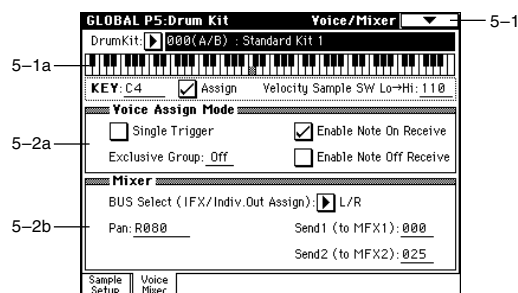 GLOBAL P5:Drum Kit Voice/Mixer
5–1
DrumKit: 000(A/B) : Standard Kit 1
5–1a
KEY: C4 Assign Velocity Sample SW Lo→Hi: 110
Voice Assign Mode
Single Trigger Enable Note On Receive
5–2a
Exclusive Group: Off Enable Note Off Receive
Mixer
BUS Select (IFX/Indiv.Out Assign): L/R
5–2b
Pan: R080 Send1 (to MFX1): 000
Send2 (to MFX2): 025
Sample Setup Voice Mixer